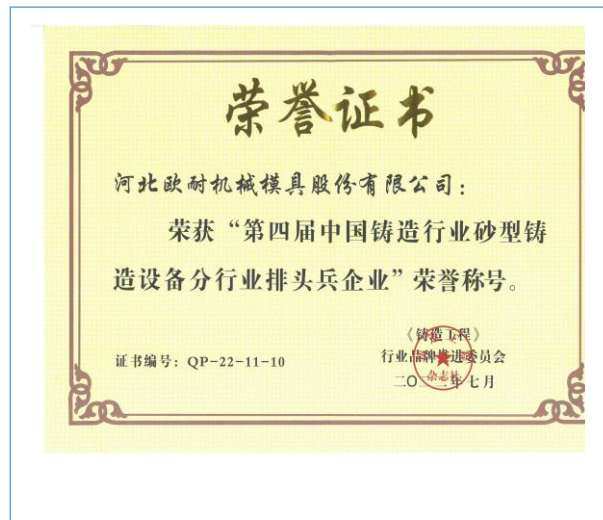 荣誉证书
河北欧耐机械模具股份有限公司：
荣获“第四届中国铸造行业砂型铸
造设备分行业排头兵企业”荣誉称号。
《铸造工程》
证书编号：QP-22-11-10
行业品牌推进委员会
杂志社
二〇二二年七月